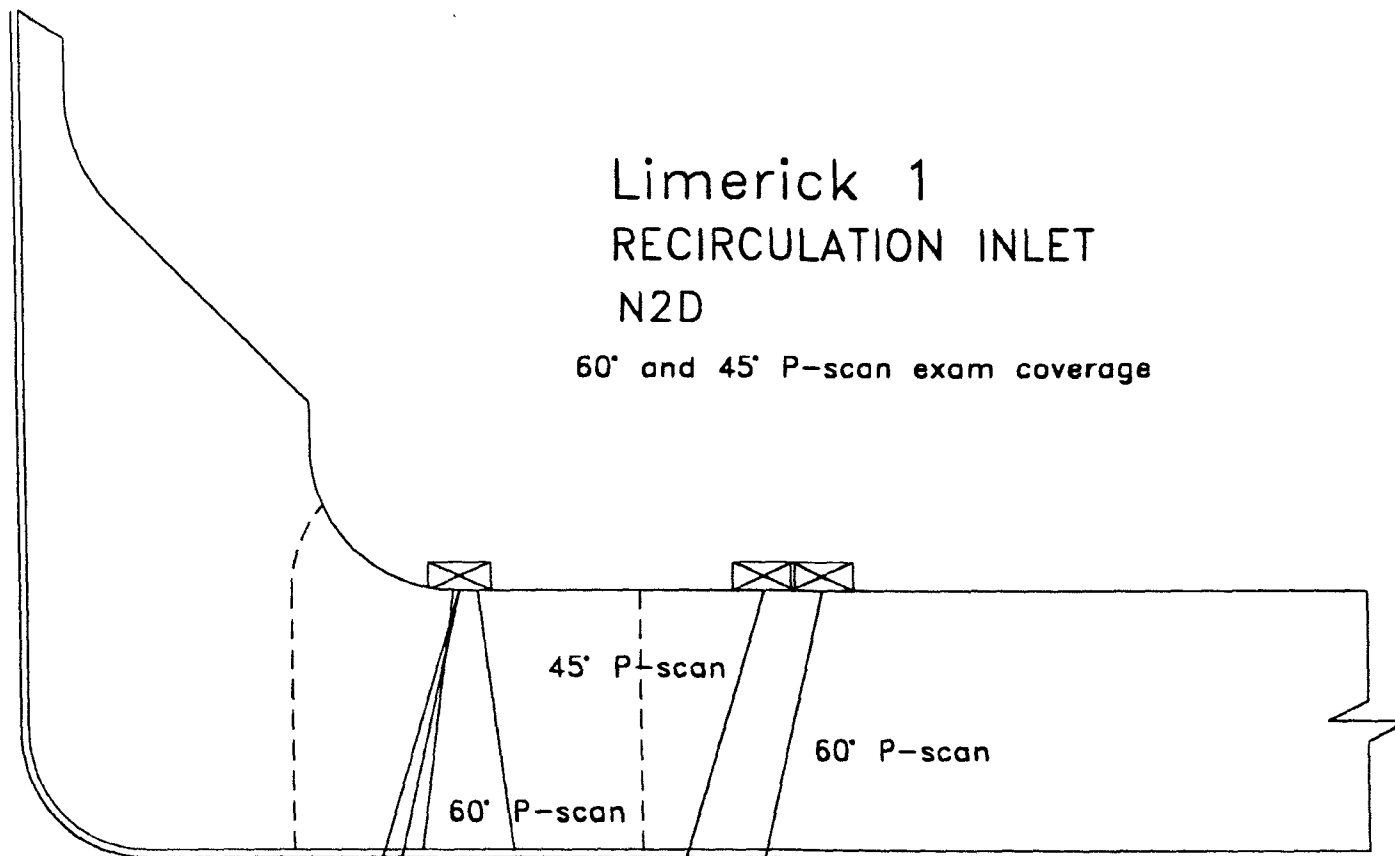 Limerick 1
RECIRCULATION INLET
N2D
60° and 45° P-scan exam coverage
45° P-scan
60° P-scan
60° P-scan